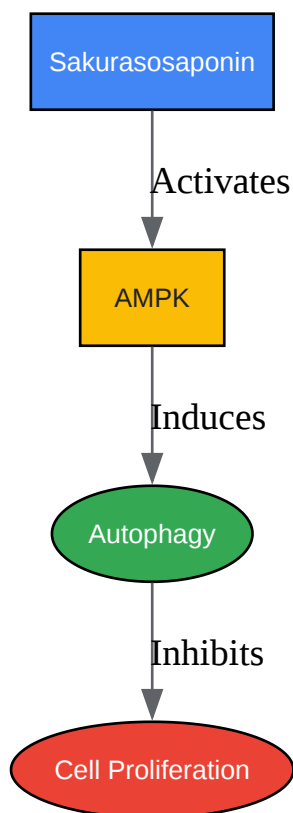 Sakurasosaponin
Activates
AMPK
Induces
Autophagy
Inhibits
Cell Proliferation